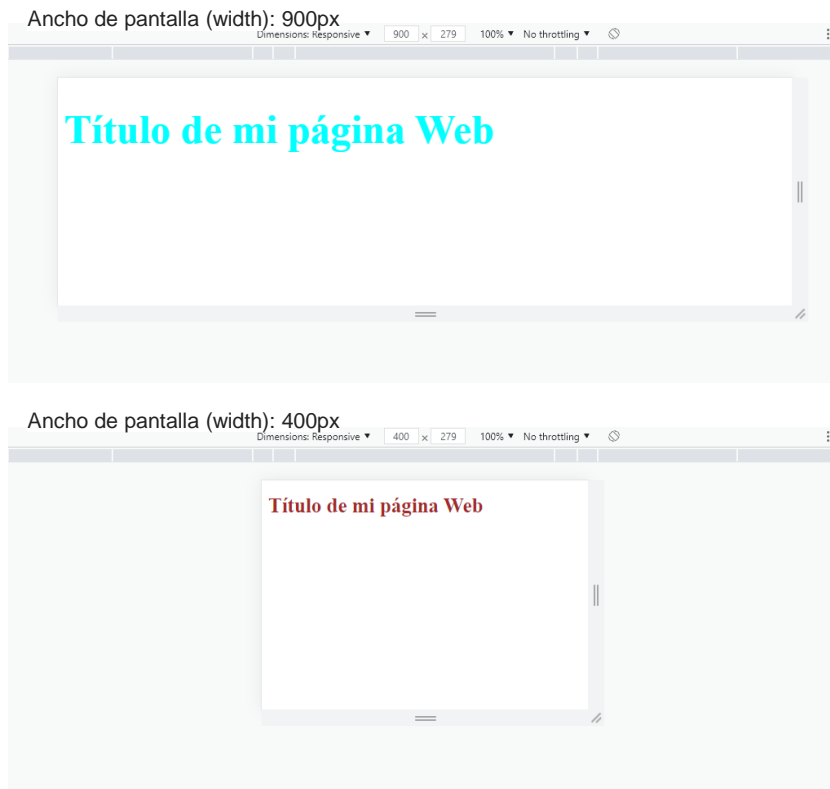 Ancho de pantalla (width): 900px
Dimensions: Responsive ▼ 900 x 279 100% ▼ No throttling ▼
Título de mi página Web
Ancho de pantalla (width): 400px
Dimensions: Responsive ▼ 400 x 279 100% ▼ No throttling ▼
Título de mi página Web